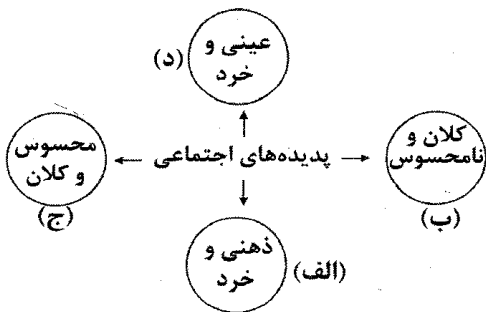 عینی و
خرد
(د)
کلان و
نامحسوس
(ب)
پدیده‌های اجتماعی
محسوس
و کلان
(ج)
ذهنی و
خرد
(الف)